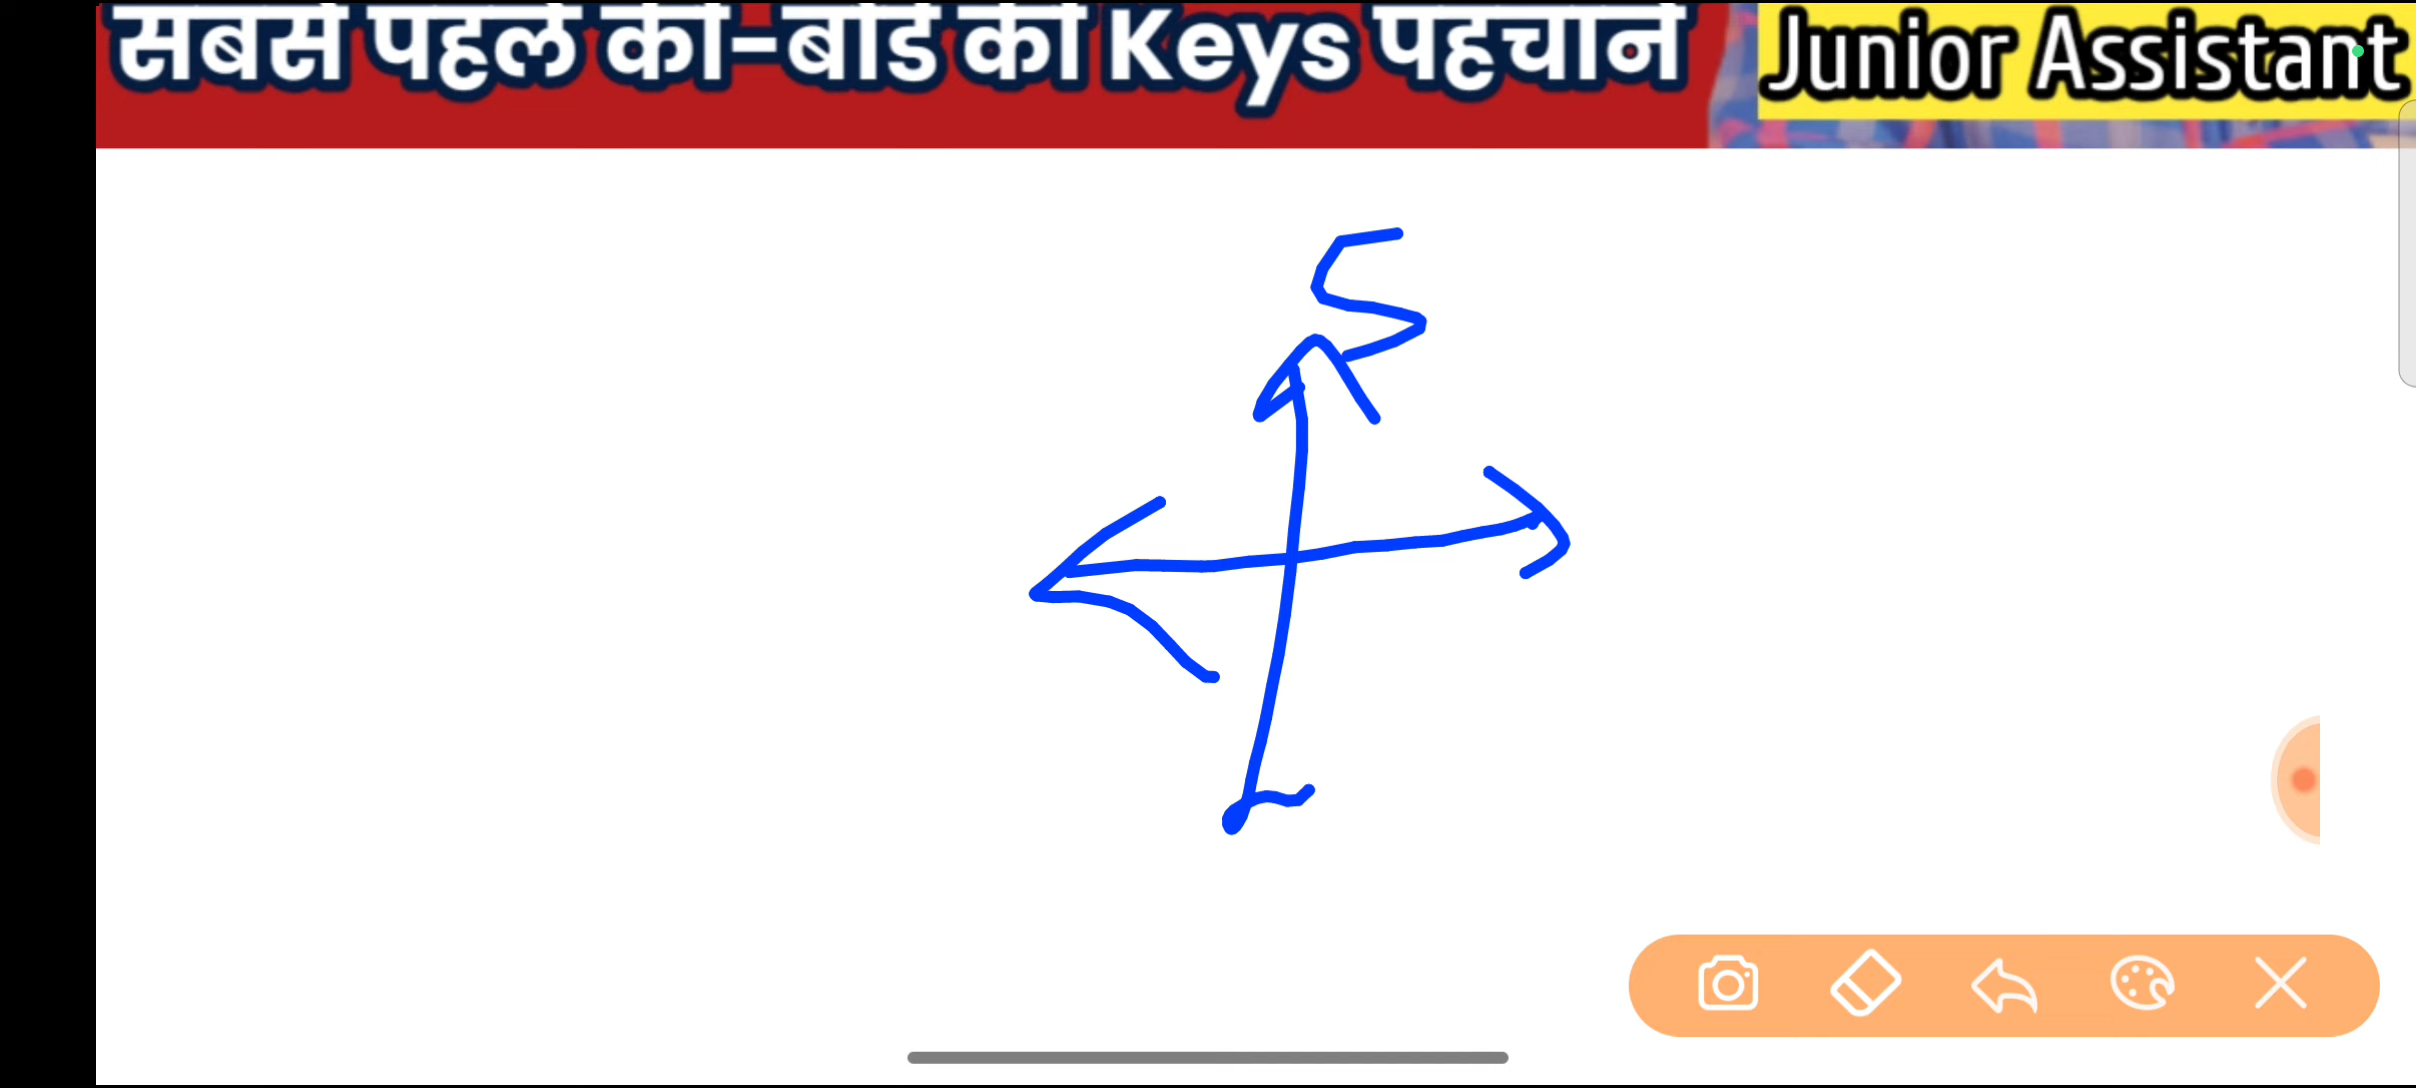 सबसे पहले की-बोर्ड की Keys पहचाने
Junior Assistant
S